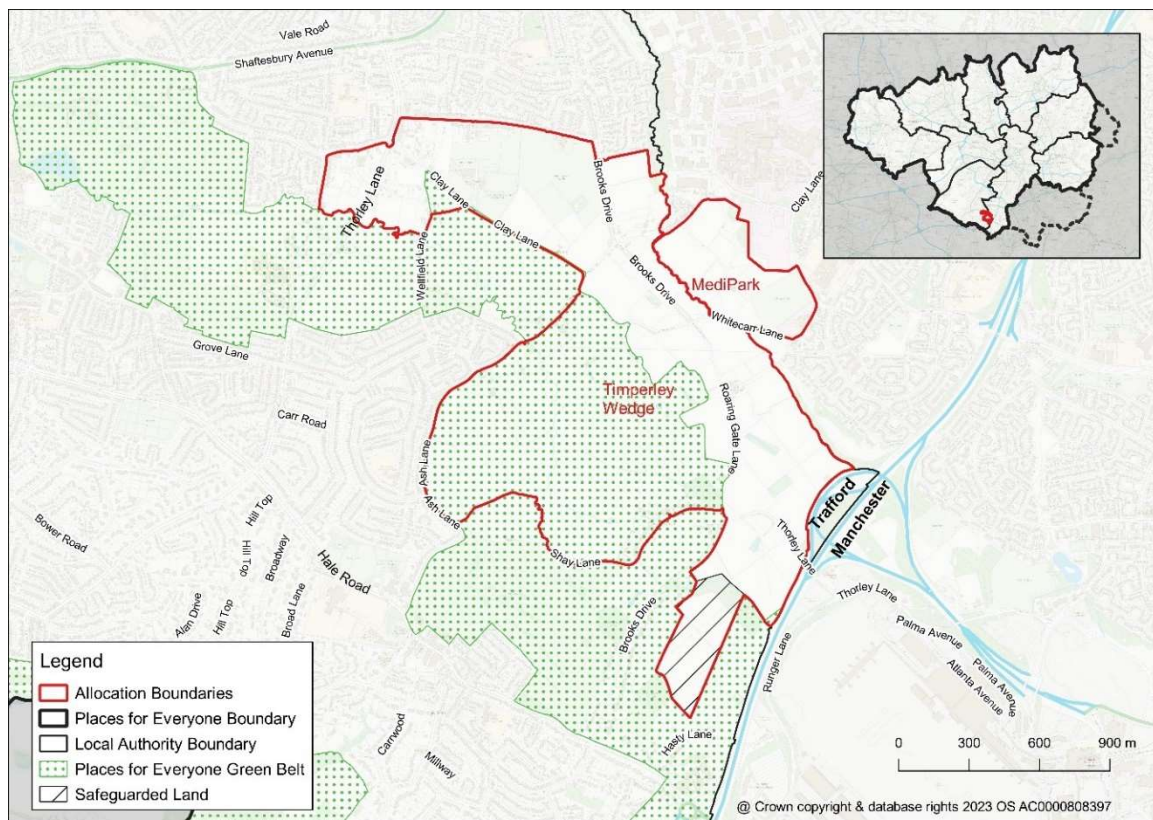 Vale Road
Shaftesbury Avenue
Thorley Lane
Clay Lane
Clay Lane
Wellfield Lane
Brooks Drive
Clay Lane
Brooks Drive
MediPark
Whitecarr Lane
Grove Lane
Timperley
Wedge
Roaring Gate Lane
Carr Road
Ash Lane
Ash Lane
Shay Lane
Trafford
Manchester
Thorley Lane
Thorley Lane
Bower Road
Hill Top
Hill Top
Broadway
Hale Road
Alan Drive
Hill Top
Broad Lane
Brooks Drive
Runger Lane
Palma Avenue
Palma Avenue
Atlanta Avenue
Hasty Lane
Carrwood
Millway
Legend
Allocation Boundaries
Places for Everyone Boundary
Local Authority Boundary
Places for Everyone Green Belt
Safeguarded Land
0 300 600 900 m
@ Crown copyright & database rights 2023 OS AC0000808397